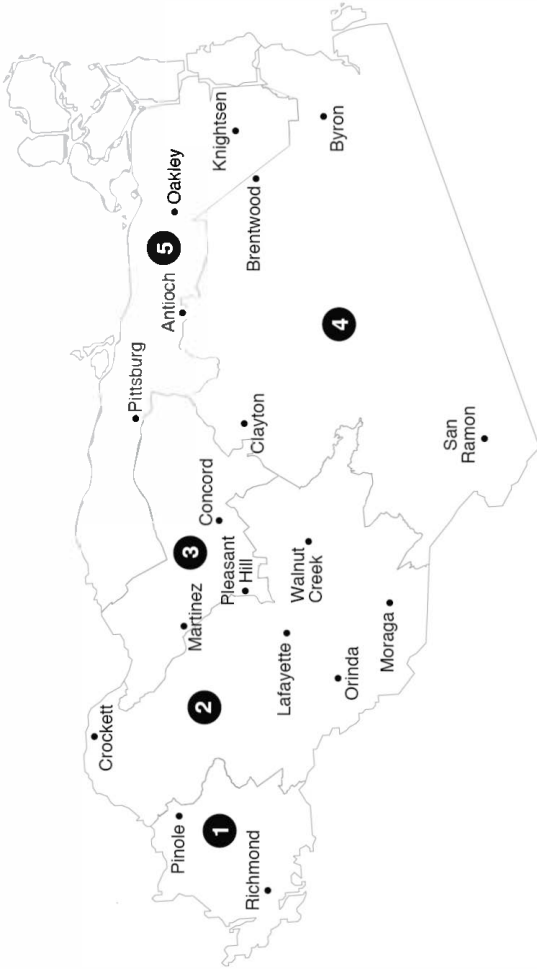 Crockett
Pinole
1
Richmond
2
Martinez
3
Concord
Pleasant
Hill
Lafayette
Walnut
Creek
Orinda
Moraga
Pittsburg
Antioch
5
Oakley
Knightsen
Brentwood
Byron
Clayton
4
San
Ramon